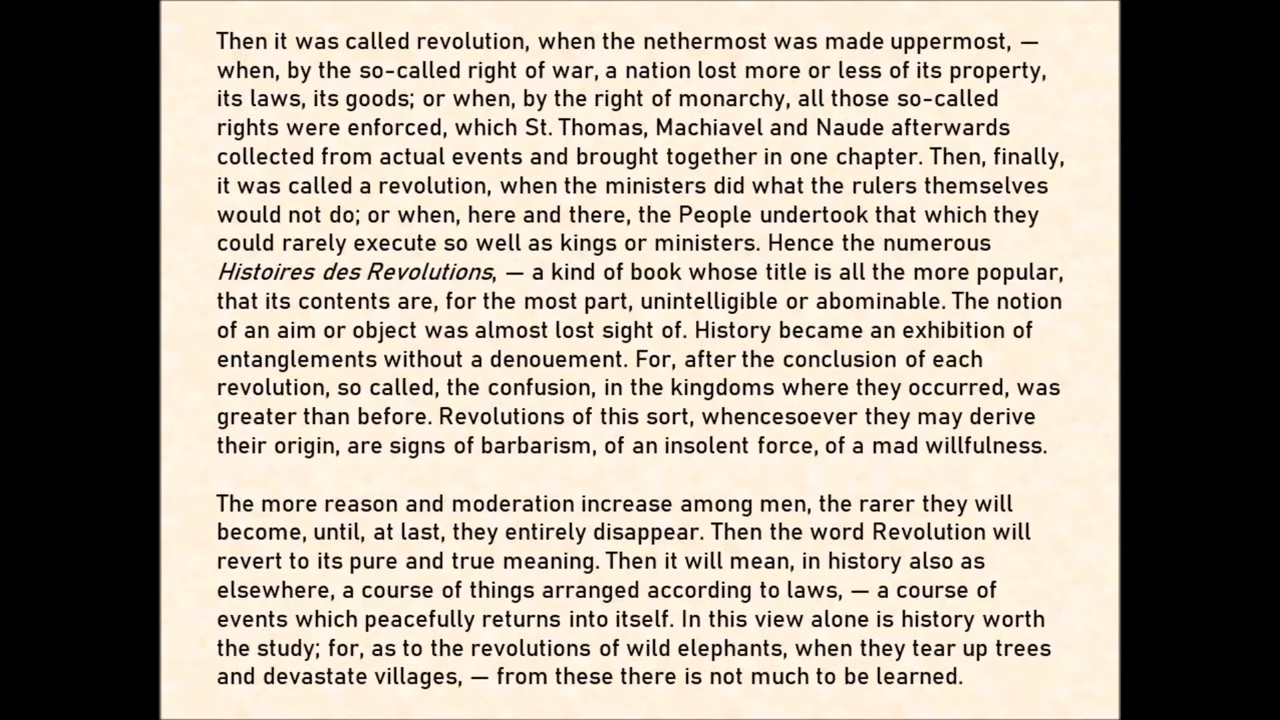 Then it was called revolution, when the nethermost was made uppermost, —
when, by the so-called right of war, a nation lost more or less of its property,
its laws, its goods; or when, by the right of monarchy, all those so-called
rights were enforced, which St. Thomas, Machiavel and Naude afterwards
collected from actual events and brought together in one chapter. Then, finally,
it was called a revolution, when the ministers did what the rulers themselves
would not do; or when, here and there, the People undertook that which they
could rarely execute so well as kings or ministers. Hence the numerous
Histoires des Revolutions, — a kind of book whose title is all the more popular,
that its contents are, for the most part, unintelligible or abominable. The notion
of an aim or object was almost lost sight of. History became an exhibition of
entanglements without a denouement. For, after the conclusion of each
revolution, so called, the confusion, in the kingdoms where they occurred, was
greater than before. Revolutions of this sort, whencesoever they may derive
their origin, are signs of barbarism, of an insolent force, of a mad willfulness.

The more reason and moderation increase among men, the rarer they will
become, until, at last, they entirely disappear. Then the word Revolution will
revert to its pure and true meaning. Then it will mean, in history also as
elsewhere, a course of things arranged according to laws, — a course of
events which peacefully returns into itself. In this view alone is history worth
the study; for, as to the revolutions of wild elephants, when they tear up trees
and devastate villages, — from these there is not much to be learned.